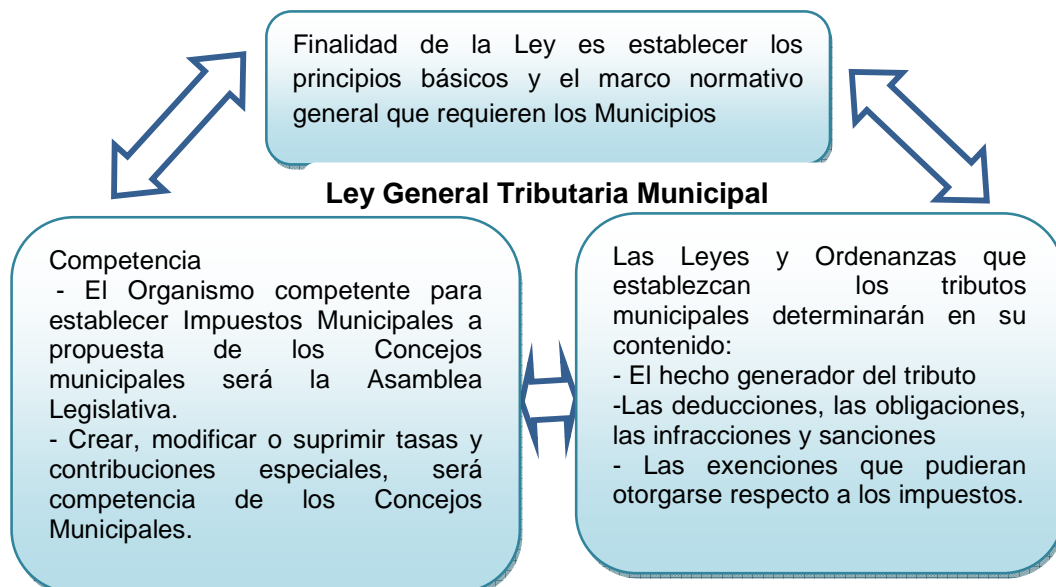 Finalidad de la Ley es establecer los
principios básicos y el marco normativo
general que requieren los Municipios
Ley General Tributaria Municipal
Competencia
- El Organismo competente para
establecer Impuestos Municipales a
propuesta de los Concejos
municipales será la Asamblea
Legislativa.
- Crear, modificar o suprimir tasas y
contribuciones especiales, será
competencia de los Concejos
Municipales.
Las Leyes y Ordenanzas que
establezcan los tributos
municipales determinarán en su
contenido:
- El hecho generador del tributo
-Las deducciones, las obligaciones,
las infracciones y sanciones
- Las exenciones que pudieran
otorgarse respecto a los impuestos.